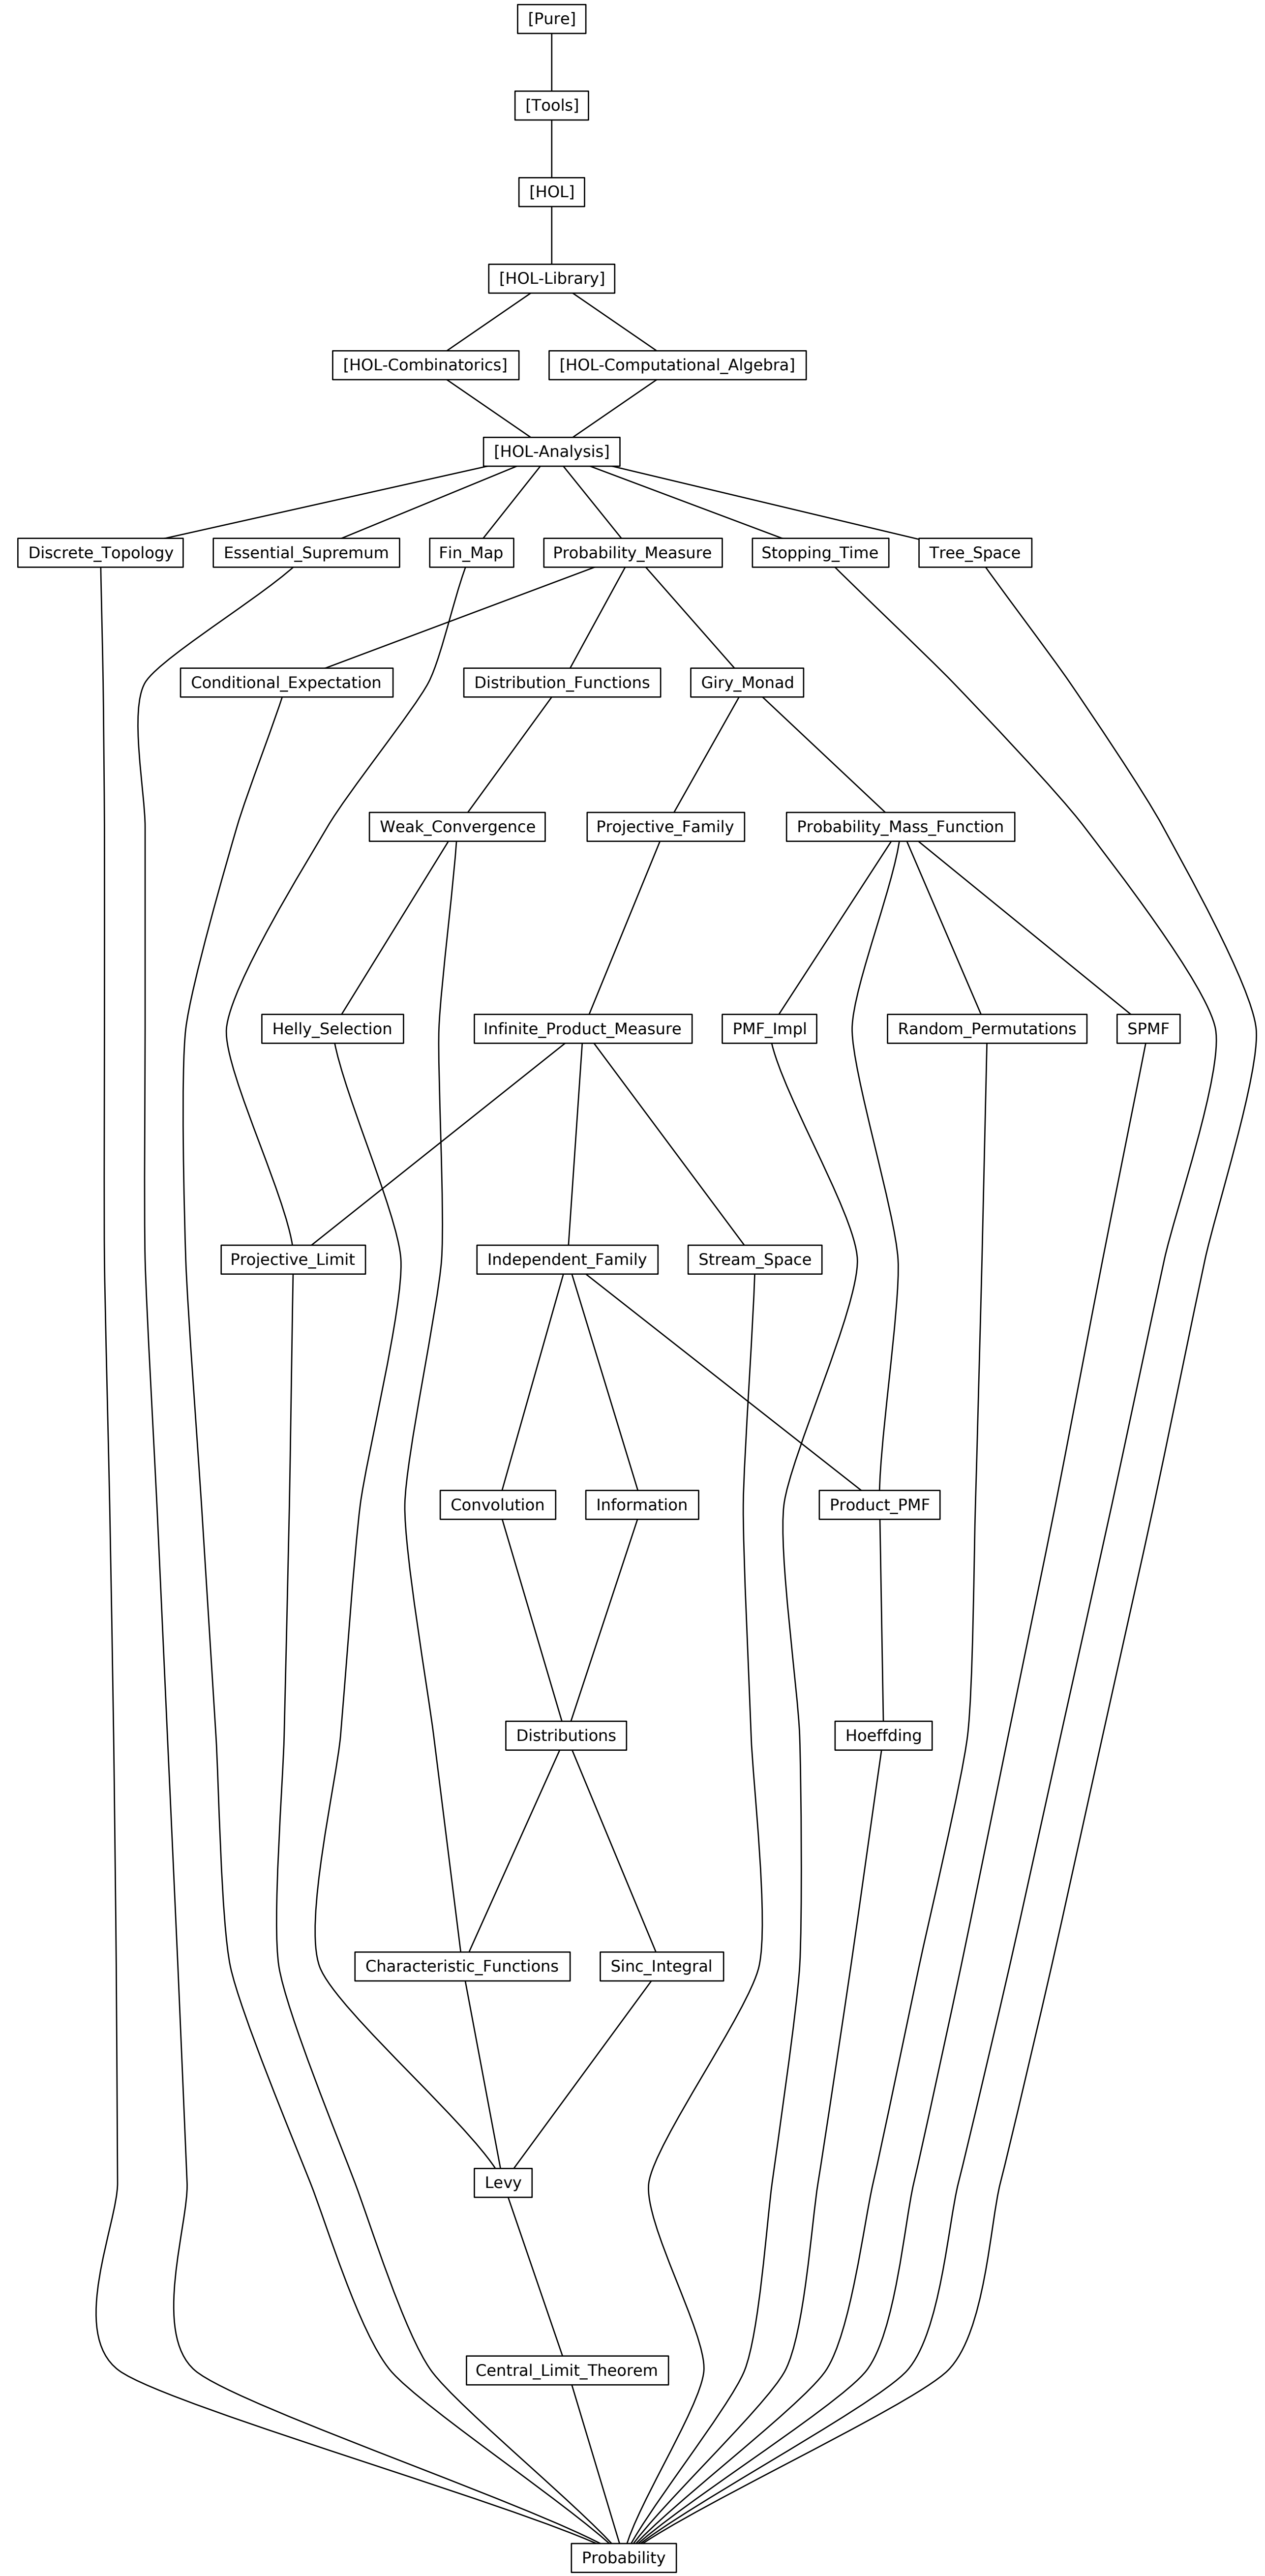 [Pure]
[Tools]
[HOL]
[HOL-Library]
[HOL-Combinatorics]
[HOL-Computational_Algebra]
[HOL-Analysis]
Discrete_Topology
Essential_Supremum
Fin_Map
Probability_Measure
Stopping_Time
Tree_Space
Conditional_Expectation
Distribution_Functions
Giry_Monad
Weak_Convergence
Projective_Family
Probability_Mass_Function
Helly_Selection
Infinite_Product_Measure
PMF_Impl
Random_Permutations
SPMF
Projective_Limit
Independent_Family
Stream_Space
Convolution
Information
Product_PMF
Distributions
Hoeffding
Characteristic_Functions
Sinc_Integral
Levy
Central_Limit_Theorem
Probability